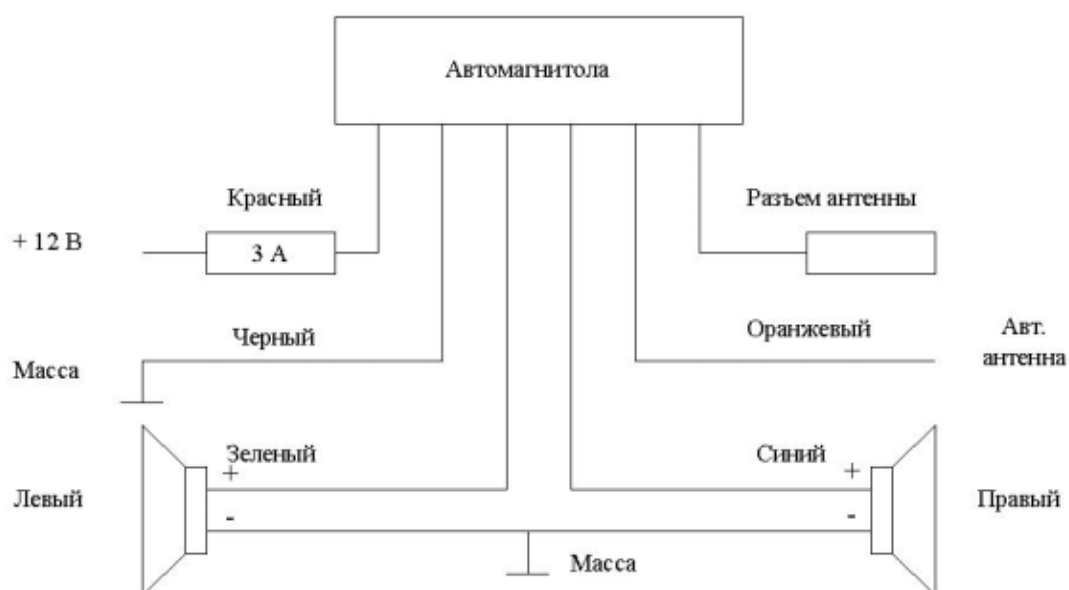 Автомагнитола
Красный
Разъем антенны
+ 12 В
3 А
Черный
Оранжевый
Авт.
антенна
Масса
Зеленый
Синий
+
+
Левый
Правый
-
-
Масса